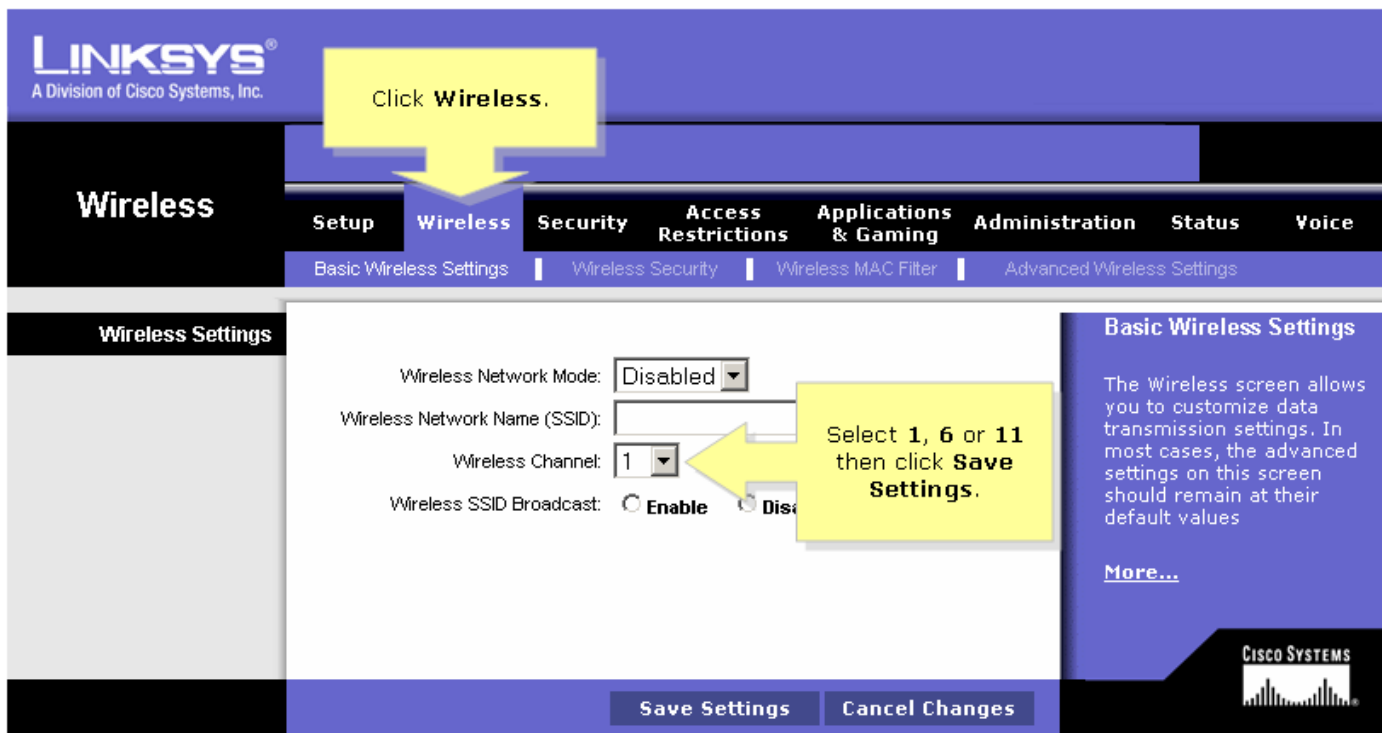 LINKSYS®
A Division of Cisco Systems, Inc.
Click Wireless.
Wireless
Setup Wireless Security Access Restrictions Applications & Gaming Administration Status Voice
Basic Wireless Settings Wireless Security Wireless MAC Filter Advanced Wireless Settings
Wireless Settings
Wireless Network Mode: Disabled
Wireless Network Name (SSID):
Wireless Channel: 1
Wireless SSID Broadcast: Enable
Select 1, 6 or 11
then click Save
Settings.
Basic Wireless Settings
The Wireless screen allows
you to customize data
transmission settings. In
most cases, the advanced
settings on this screen
should remain at their
default values
More...
CISCO SYSTEMS
Save Settings Cancel Changes